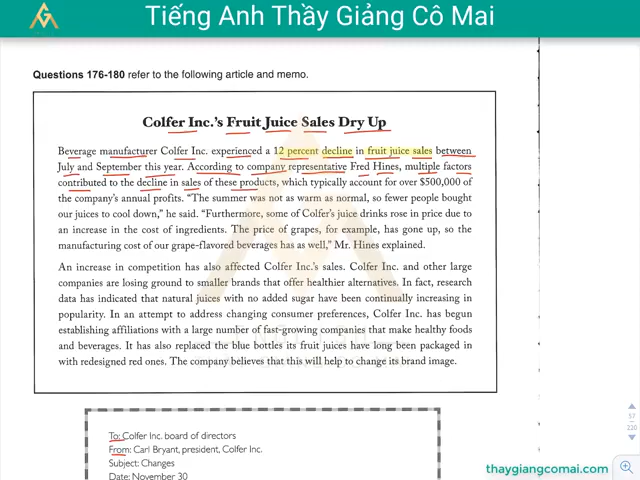 Tiếng Anh Thầy Giảng Cô Mai
Questions 176-180 refer to the following article and memo.
Colfer Inc.'s Fruit Juice Sales Dry Up
Beverage manufacturer Colfer Inc. experienced a 12 percent decline in fruit juice sales between
July and September this year. According to company representative Fred Hines, multiple factors
contributed to the decline in sales of these products, which typically account for over $500,000 of
the company's annual profits. "The summer was not as warm as normal, so fewer people bought
our juices to cool down," he said. "Furthermore, some of Colfer's juice drinks rose in price due to
an increase in the cost of ingredients. The price of grapes, for example, has gone up, so the
manufacturing cost of our grape-flavored beverages has as well," Mr. Hines explained.
An increase in competition has also affected Colfer Inc.'s sales. Colfer Inc. and other large
companies are losing ground to smaller brands that offer healthier alternatives. In fact, research
data has indicated that natural juices with no added sugar have been continually increasing in
popularity. In an attempt to address changing consumer preferences, Colfer Inc. has begun
establishing affiliations with a large number of fast-growing companies that make healthy foods
and beverages. It has also replaced the blue bottles its fruit juices have long been packaged in
with redesigned red ones. The company believes that this will help to change its brand image.
To: Colfer Inc. board of directors
From: Carl Bryant, president, Colfer Inc.
Subject: Changes
Date: November 30
57
220
thaygiangcomai.com